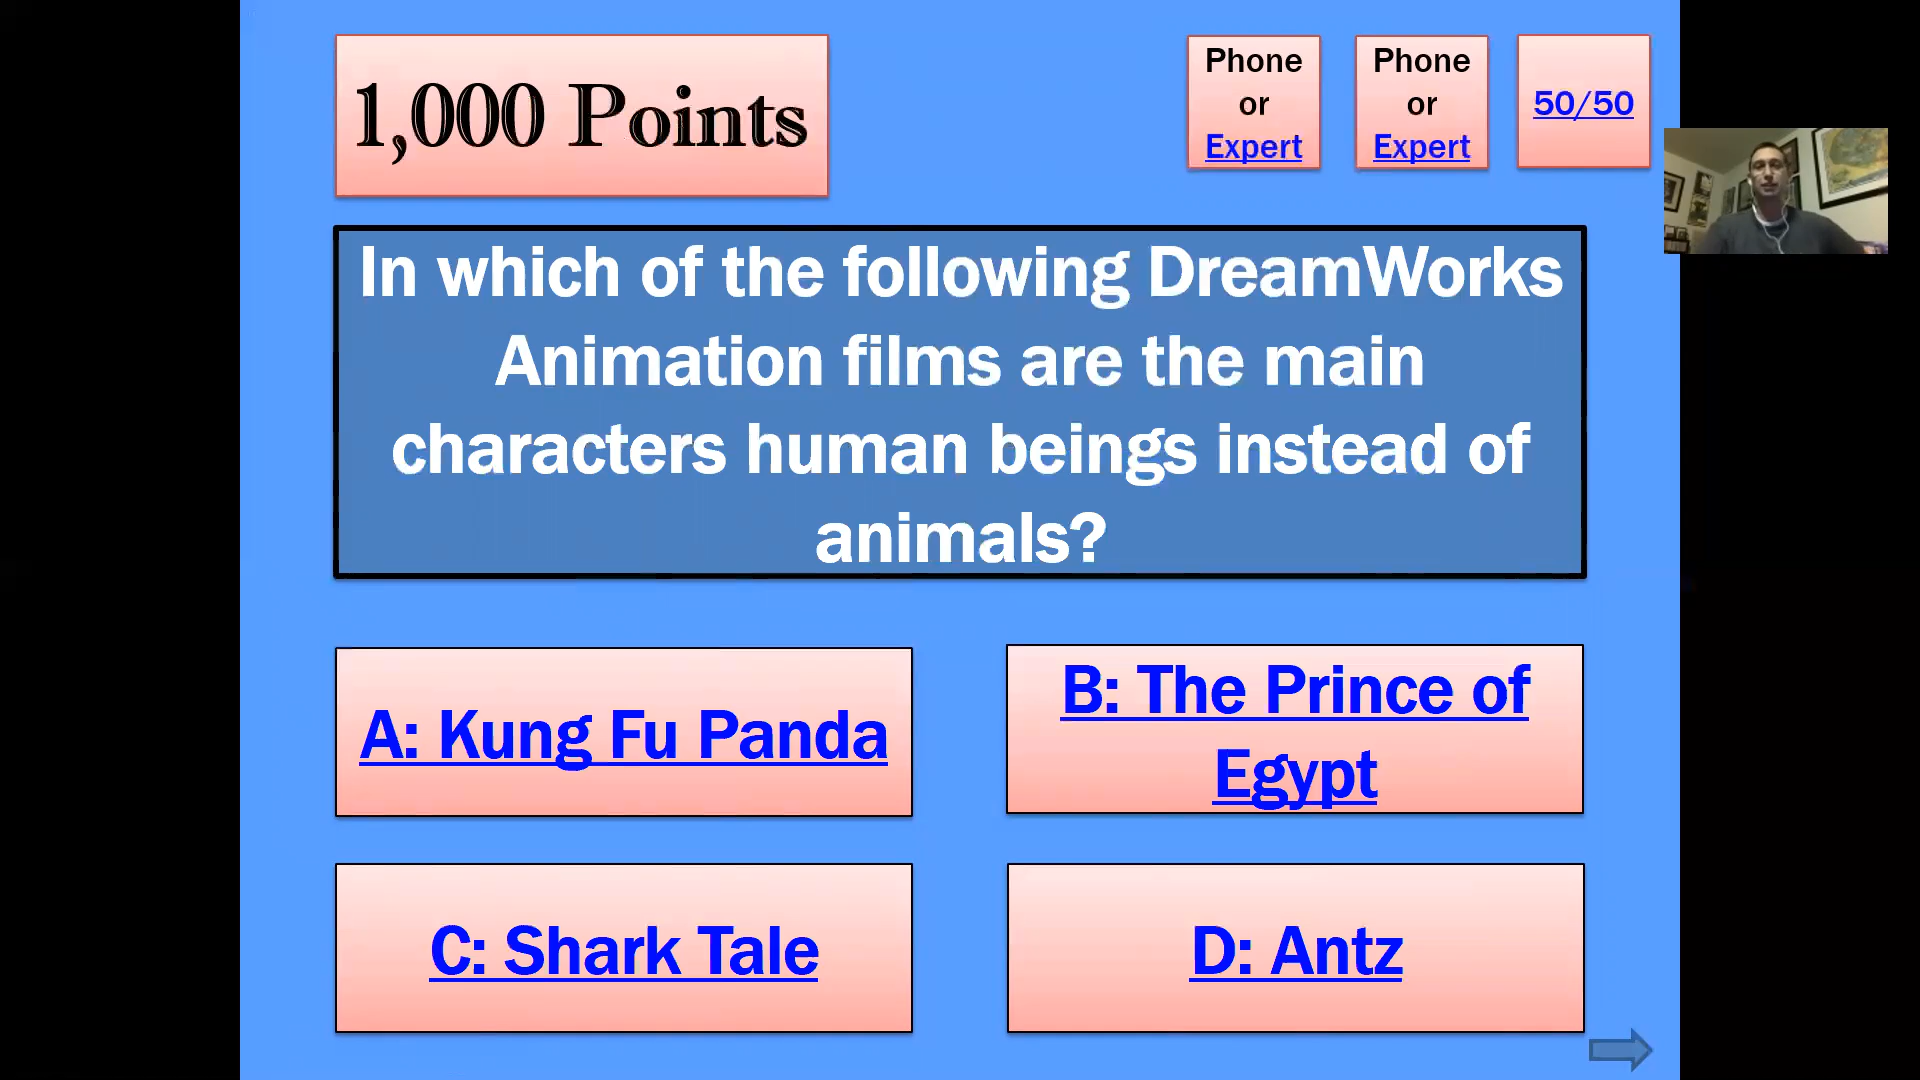 1,000 Points
Phone
or
Expert
Phone
or
Expert
50/50
In which of the following DreamWorks
Animation films are the main
characters human beings instead of
animals?
A: Kung Fu Panda
B: The Prince of
Egypt
C: Shark Tale
D: Antz